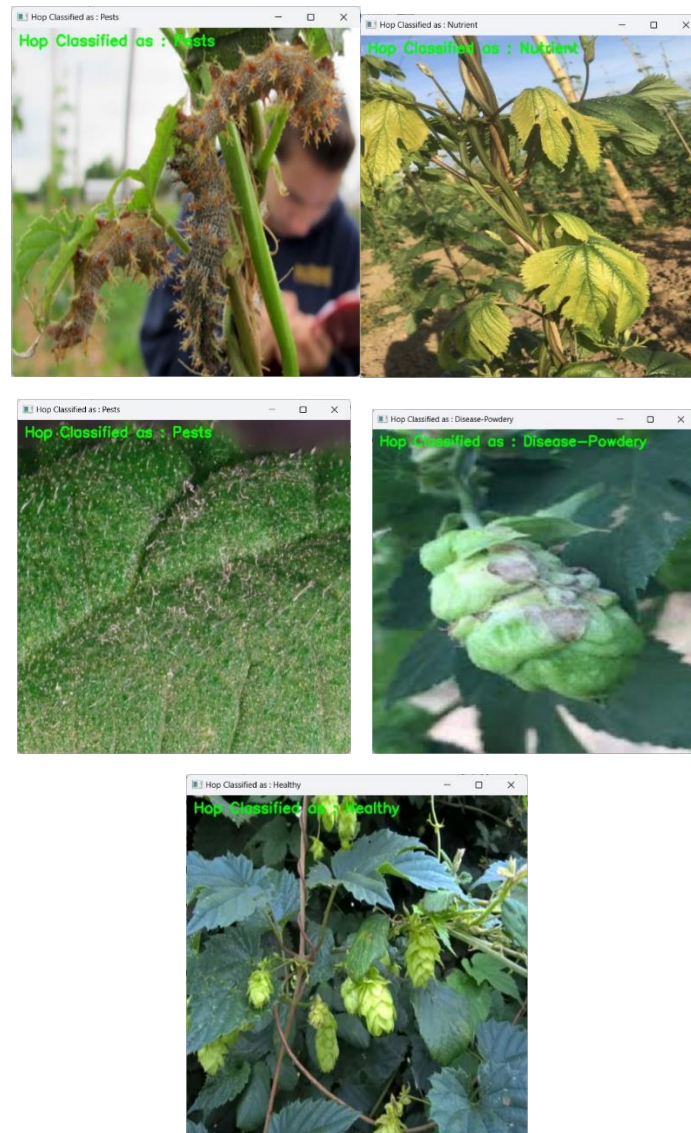 Hop Classified as : Pests
Hop Classified as : Pests
Hop Classified as : Nutrient
Hop Classified as : Nutrient
Hop Classified as : Pests
Hop Classified as : Pests
Hop Classified as : Disease-Powdery
Hop Classified as : Disease-Powdery
Hop Classified as : Healthy
Hop Classified as : Healthy